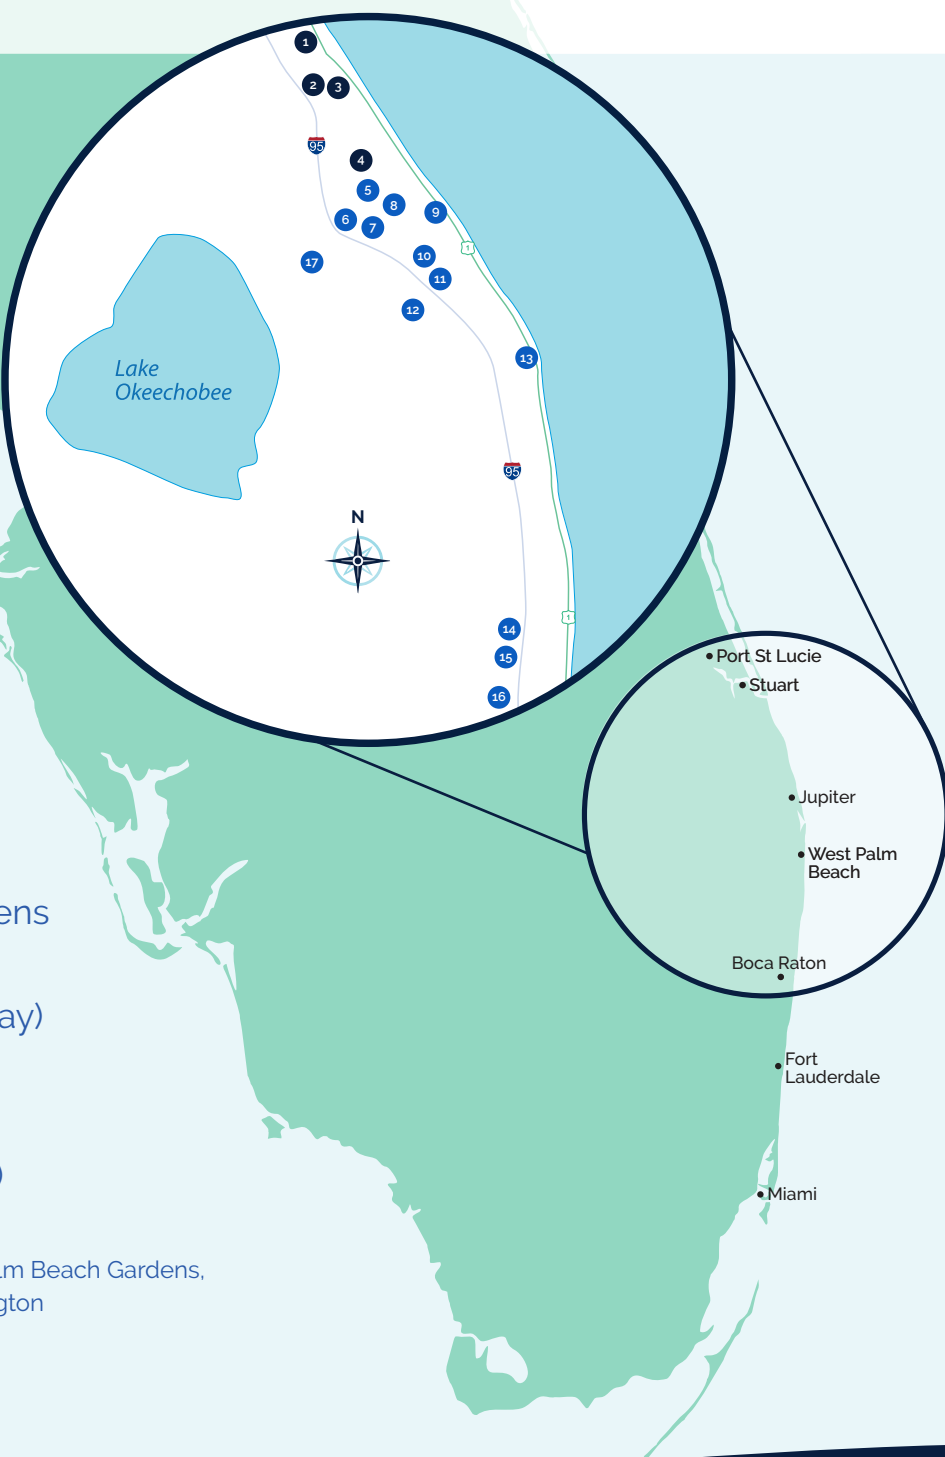 1
2
3
95
4
5
8
6
7
9
1
10
17
11
12
13
Lake
Okeechobee
95
N
14
1
15
16
Port St Lucie
Stuart
Jupiter
West Palm
Beach
Boca Raton
Fort
Lauderdale
Miami
ens
ay)
)
lm Beach Gardens,
gton